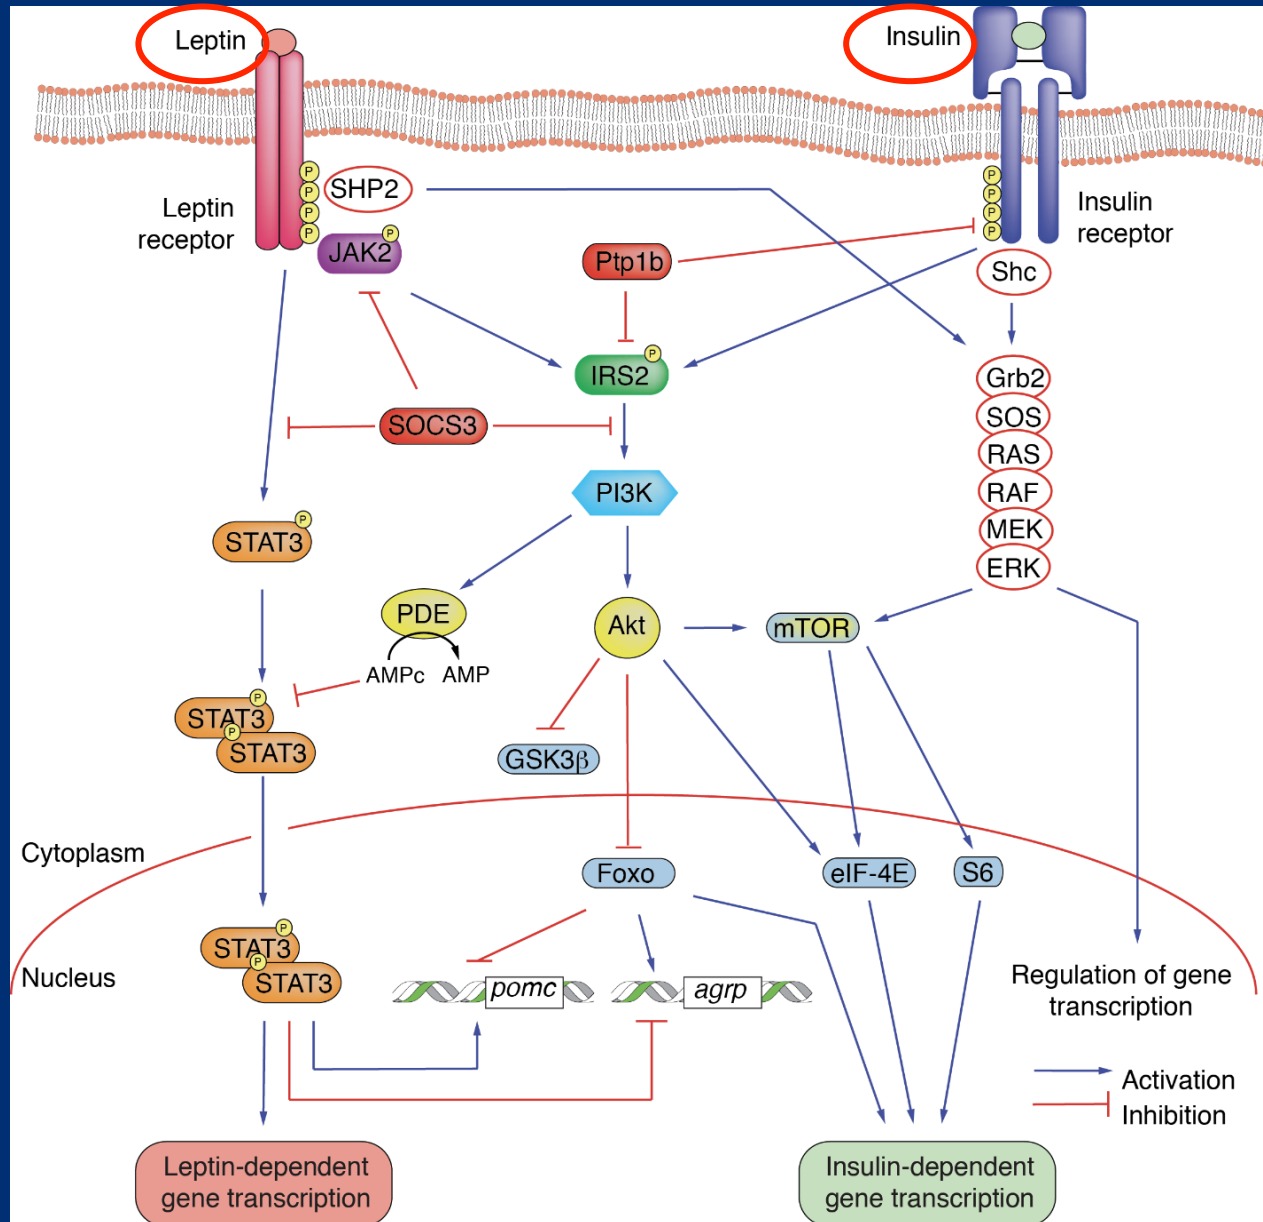 Leptin
Insulin
P
P
P
P
SHP2
P
JAK2
Leptin
receptor
Ptp1b
P
P
P
P
Insulin
receptor
Shc
P
IRS2
SOCS3
Grb2
SOS
RAS
RAF
MEK
ERK
PI3K
P
STAT3
PDE
AMPc
AMP
Akt
mTOR
P
STAT3
P
STAT3
GSK3β
Cytoplasm
Foxo
eIF-4E
S6
Nucleus
P
STAT3
P
STAT3
pomc
agrp
Regulation of gene
transcription
Activation
Inhibition
Leptin-dependent
gene transcription
Insulin-dependent
gene transcription